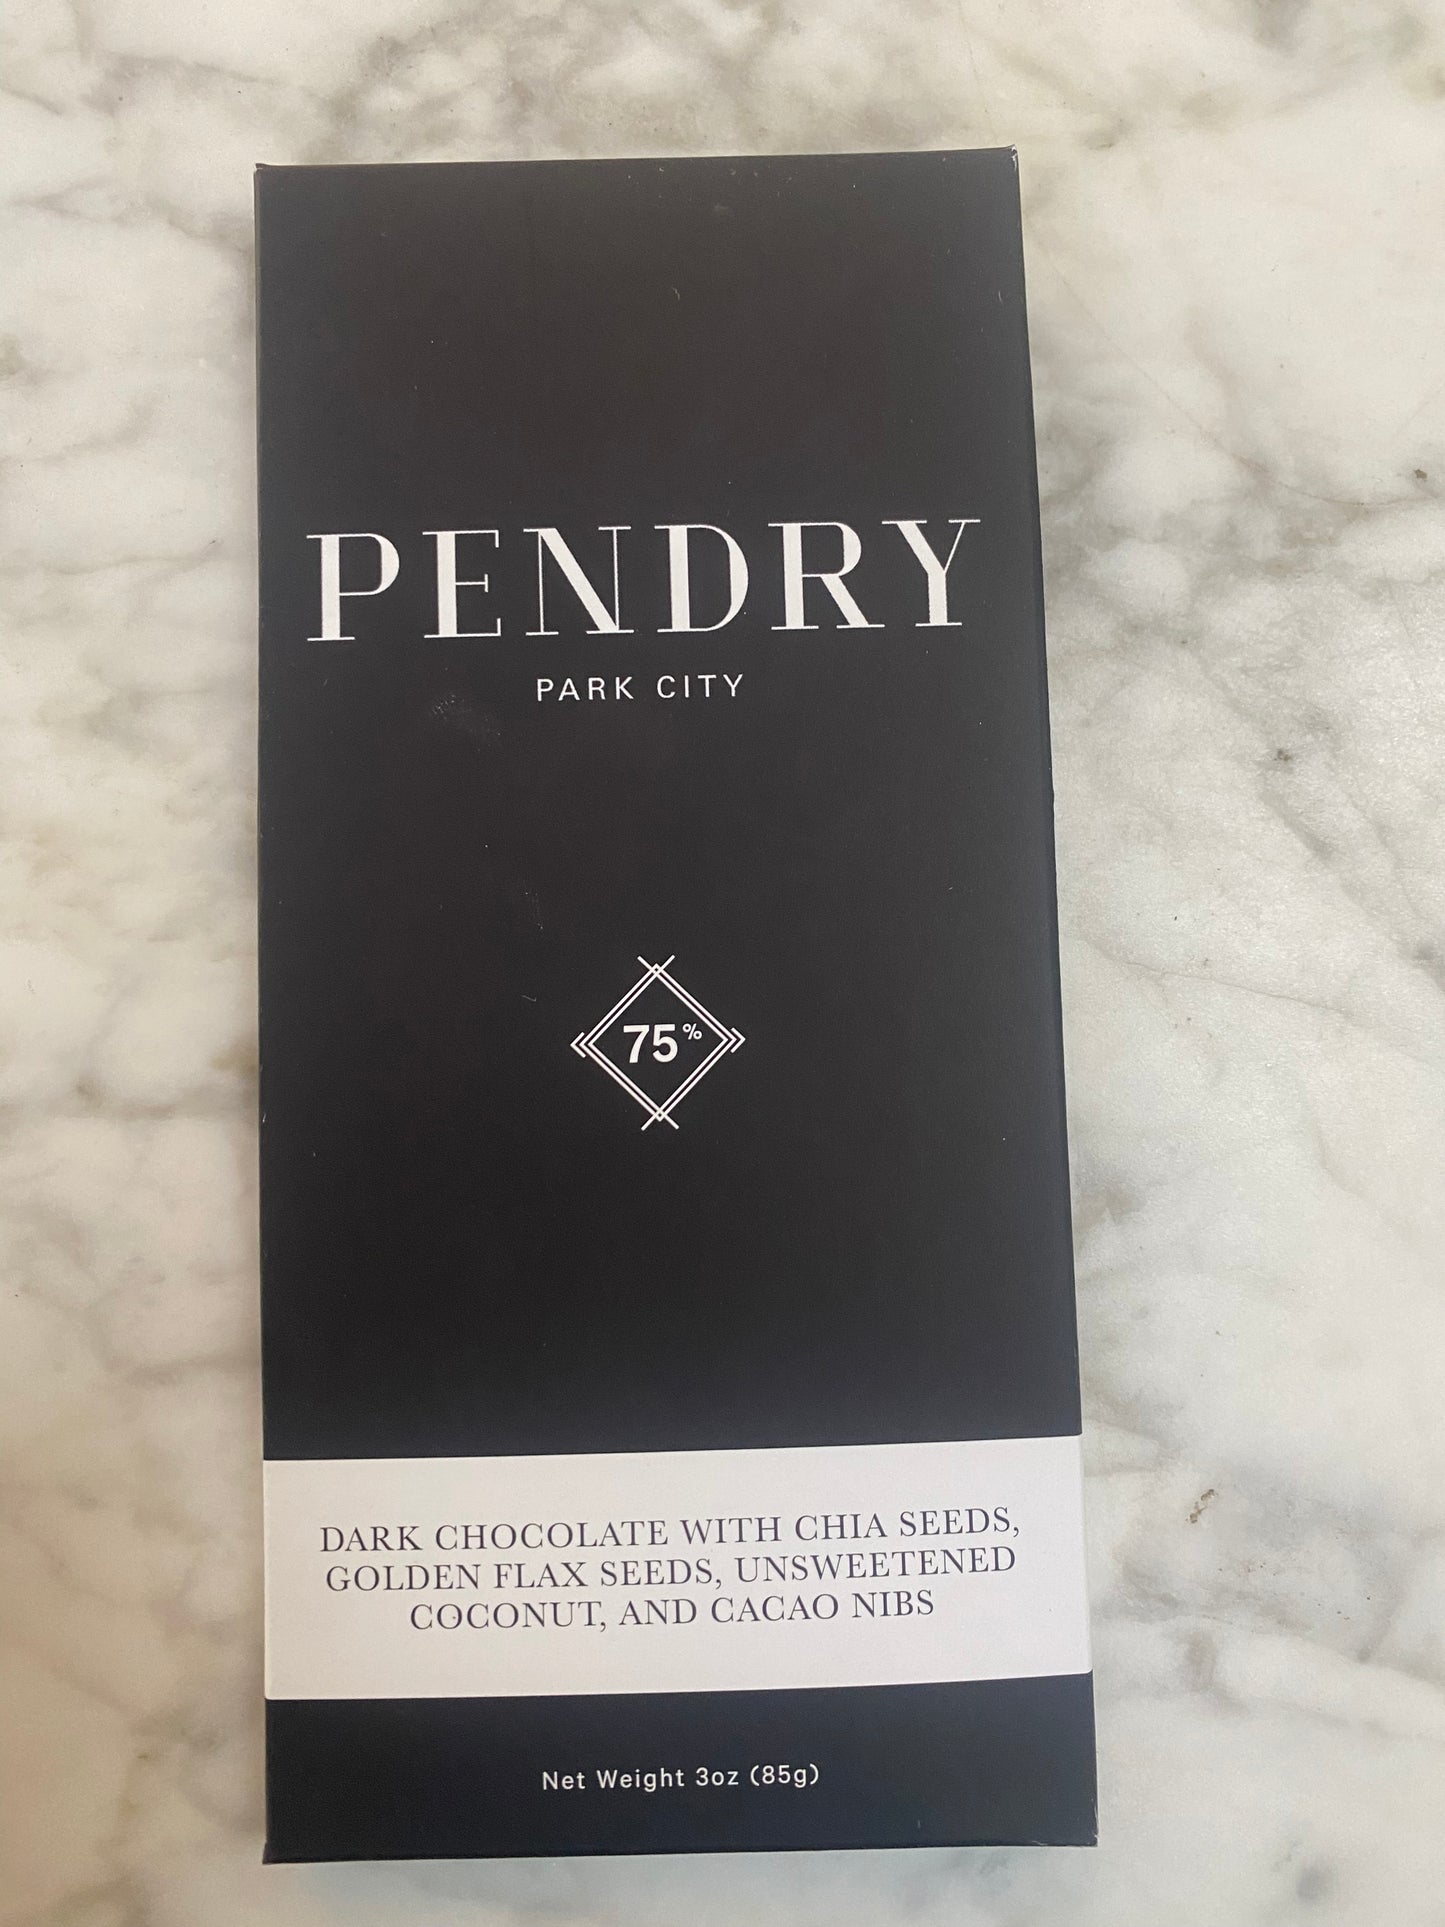 PENDRY
PARK CITY
75%
DARK CHOCOLATE WITH CHIA SEEDS,
GOLDEN FLAX SEEDS, UNSWEETENED
COCONUT, AND CACAO NIBS
Net Weight 3oz (85g)